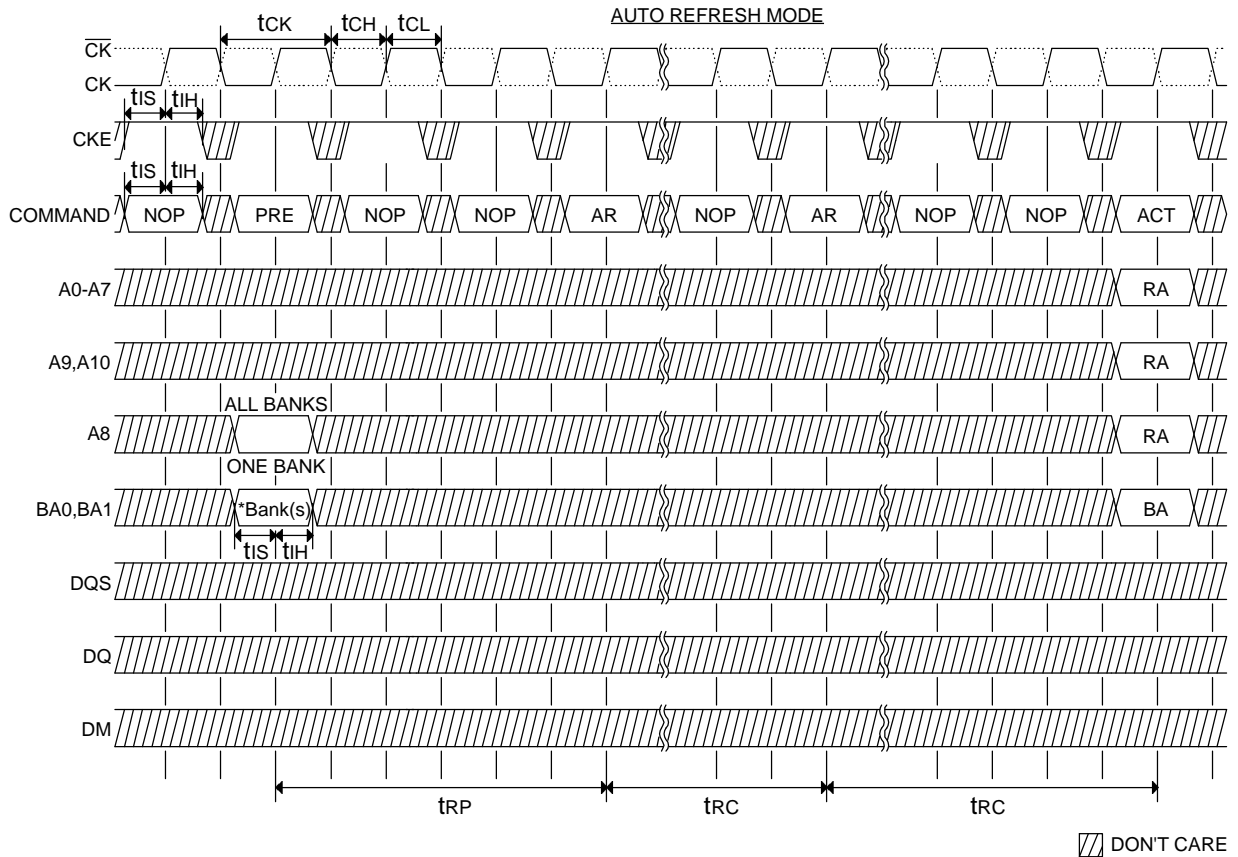 AUTO REFRESH MODE
tCK tCH tCL
CK
CK
tIS tIH
CKE
tIS tIH
COMMAND NOP PRE NOP NOP AR NOP AR NOP NOP ACT
A0-A7 RA
A9,A10 RA
ALL BANKS
A8 RA
ONE BANK
BA0,BA1 *Bank(s) BA
tIS tIH
DQS
DQ
DM
tRP tRC tRC
DON'T CARE